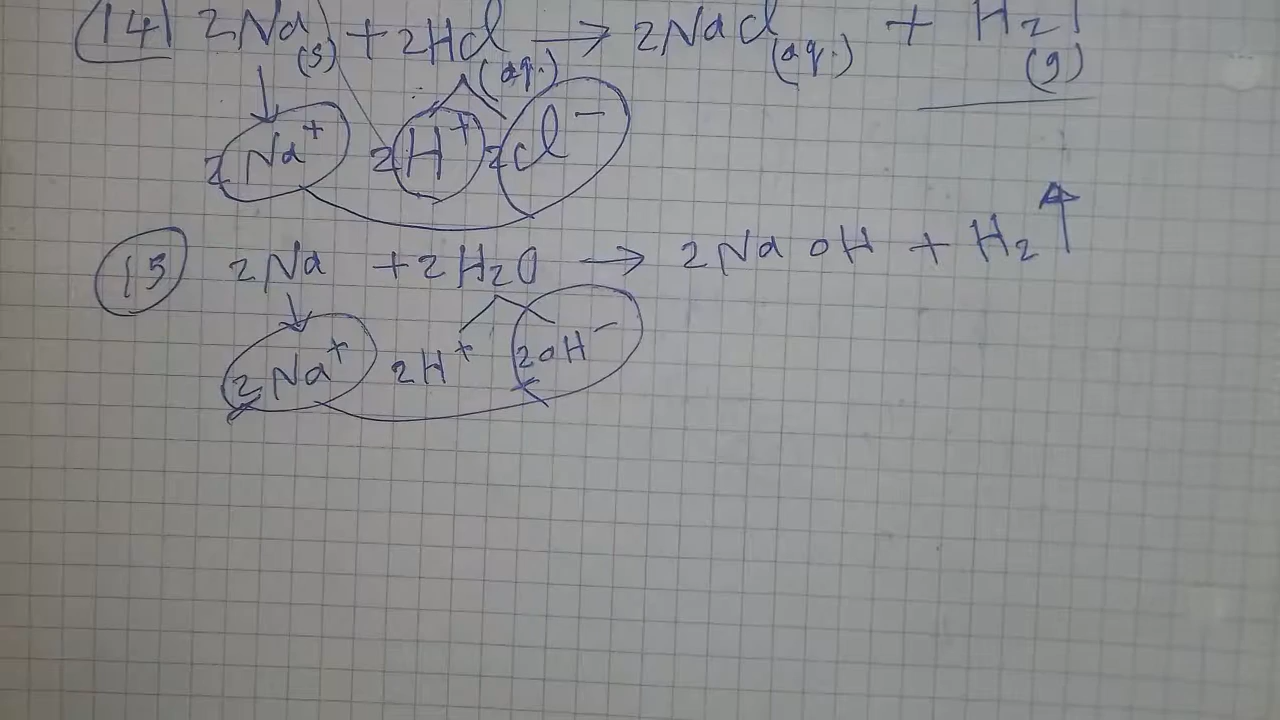 (14) 2Na(s) + 2HCl(aq.) → 2NaCl(aq.) + H2↑(g)
2Na+ 2H+ 2Cl−
(15) 2Na + 2H2O → 2NaOH + H2↑
2Na+ 2H+ 2OH−